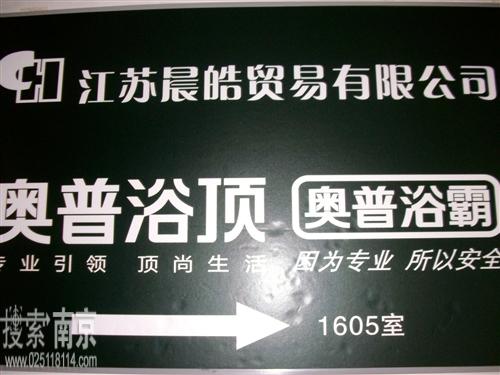 CH 江苏晨皓贸易有限公司
奥普浴顶 奥普浴霸
专业引领 顶尚生活 因为专业 所以安全
1605室
搜索南京
www.025118114.com